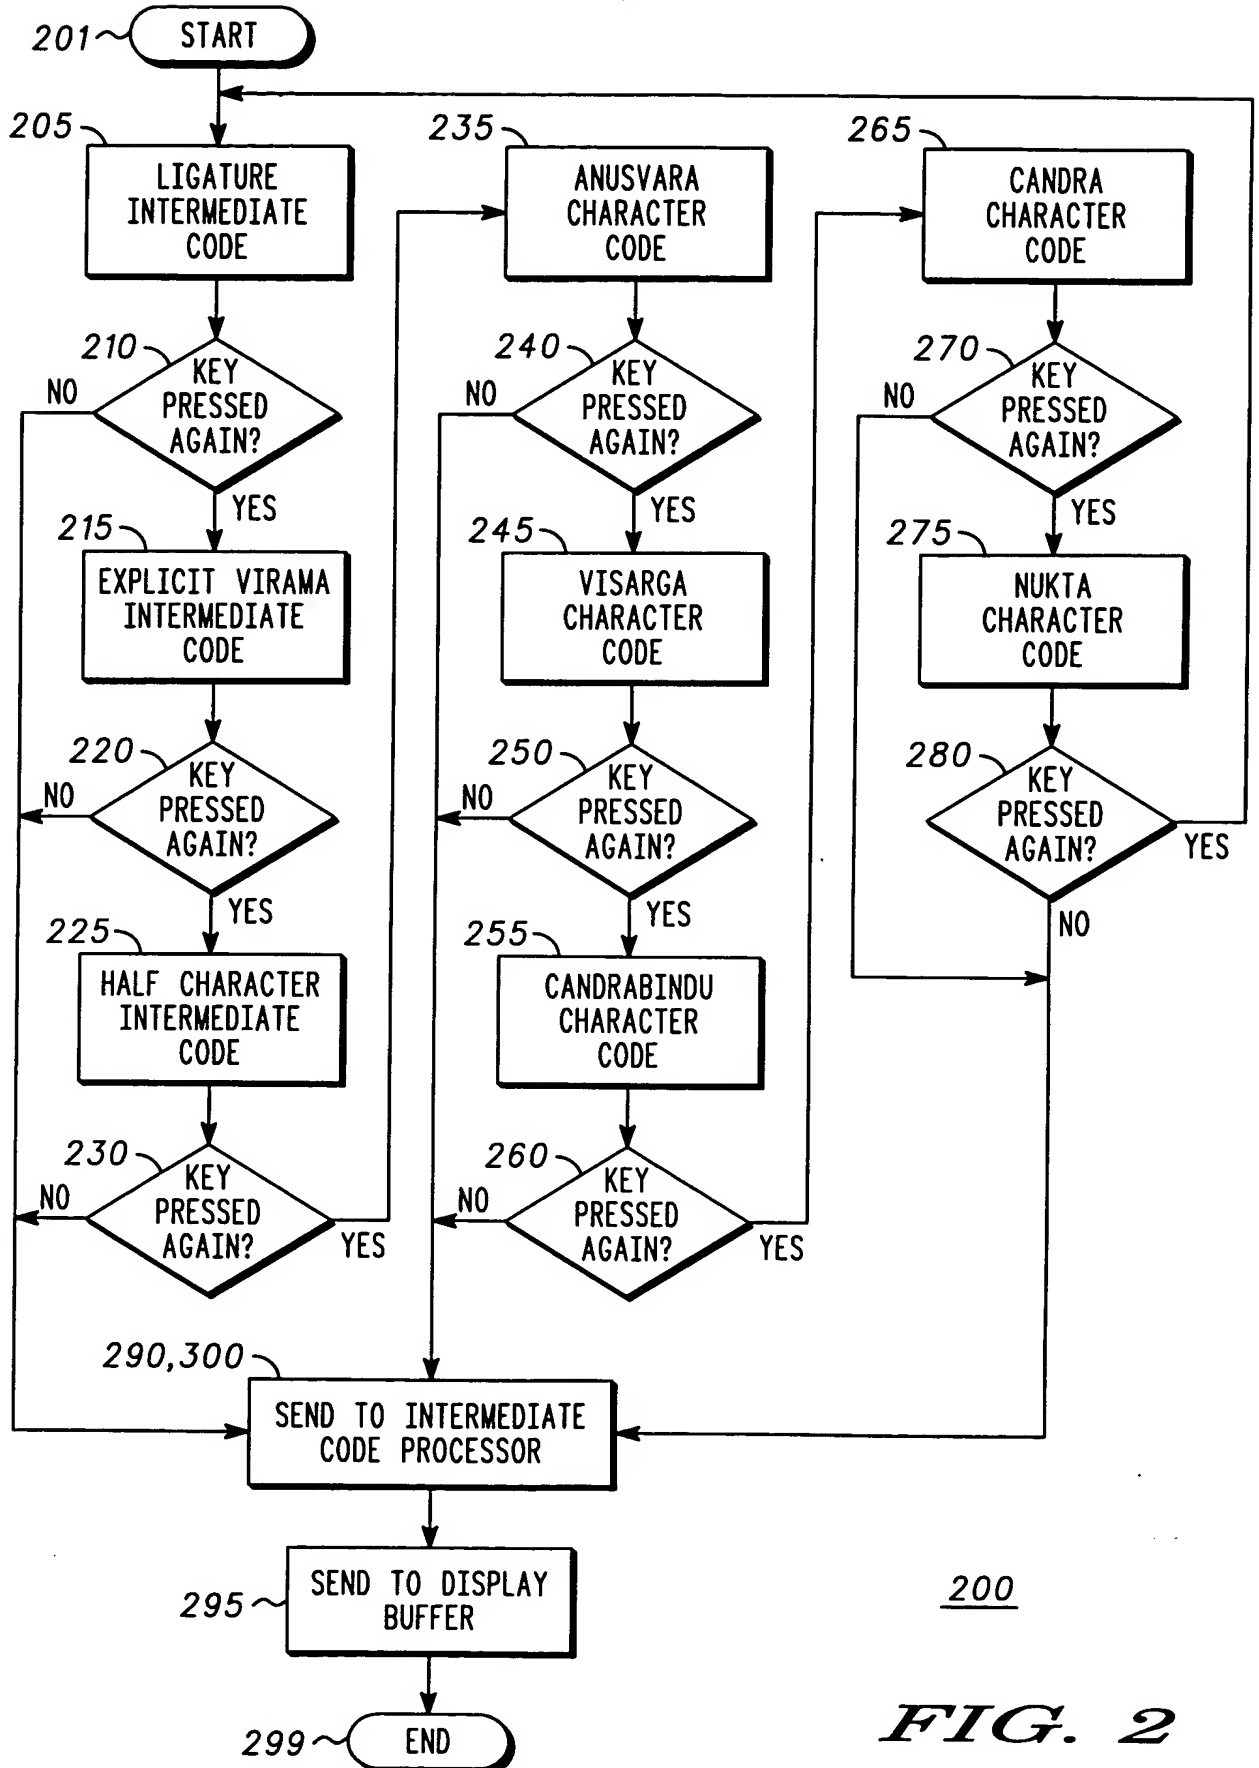 201
START
205
LIGATURE
INTERMEDIATE
CODE
210
KEY
PRESSED
AGAIN?
NO
YES
215
EXPLICIT VIRAMA
INTERMEDIATE
CODE
220
KEY
PRESSED
AGAIN?
NO
YES
225
HALF CHARACTER
INTERMEDIATE
CODE
230
KEY
PRESSED
AGAIN?
NO
YES
235
ANUSVARA
CHARACTER
CODE
240
KEY
PRESSED
AGAIN?
NO
YES
245
VISARGA
CHARACTER
CODE
250
KEY
PRESSED
AGAIN?
NO
YES
255
CANDRABINDU
CHARACTER
CODE
260
KEY
PRESSED
AGAIN?
NO
YES
265
CANDRA
CHARACTER
CODE
270
KEY
PRESSED
AGAIN?
NO
YES
275
NUKTA
CHARACTER
CODE
280
KEY
PRESSED
AGAIN?
YES
NO
290,300
SEND TO INTERMEDIATE
CODE PROCESSOR
295
SEND TO DISPLAY
BUFFER
299
END
200
FIG. 2